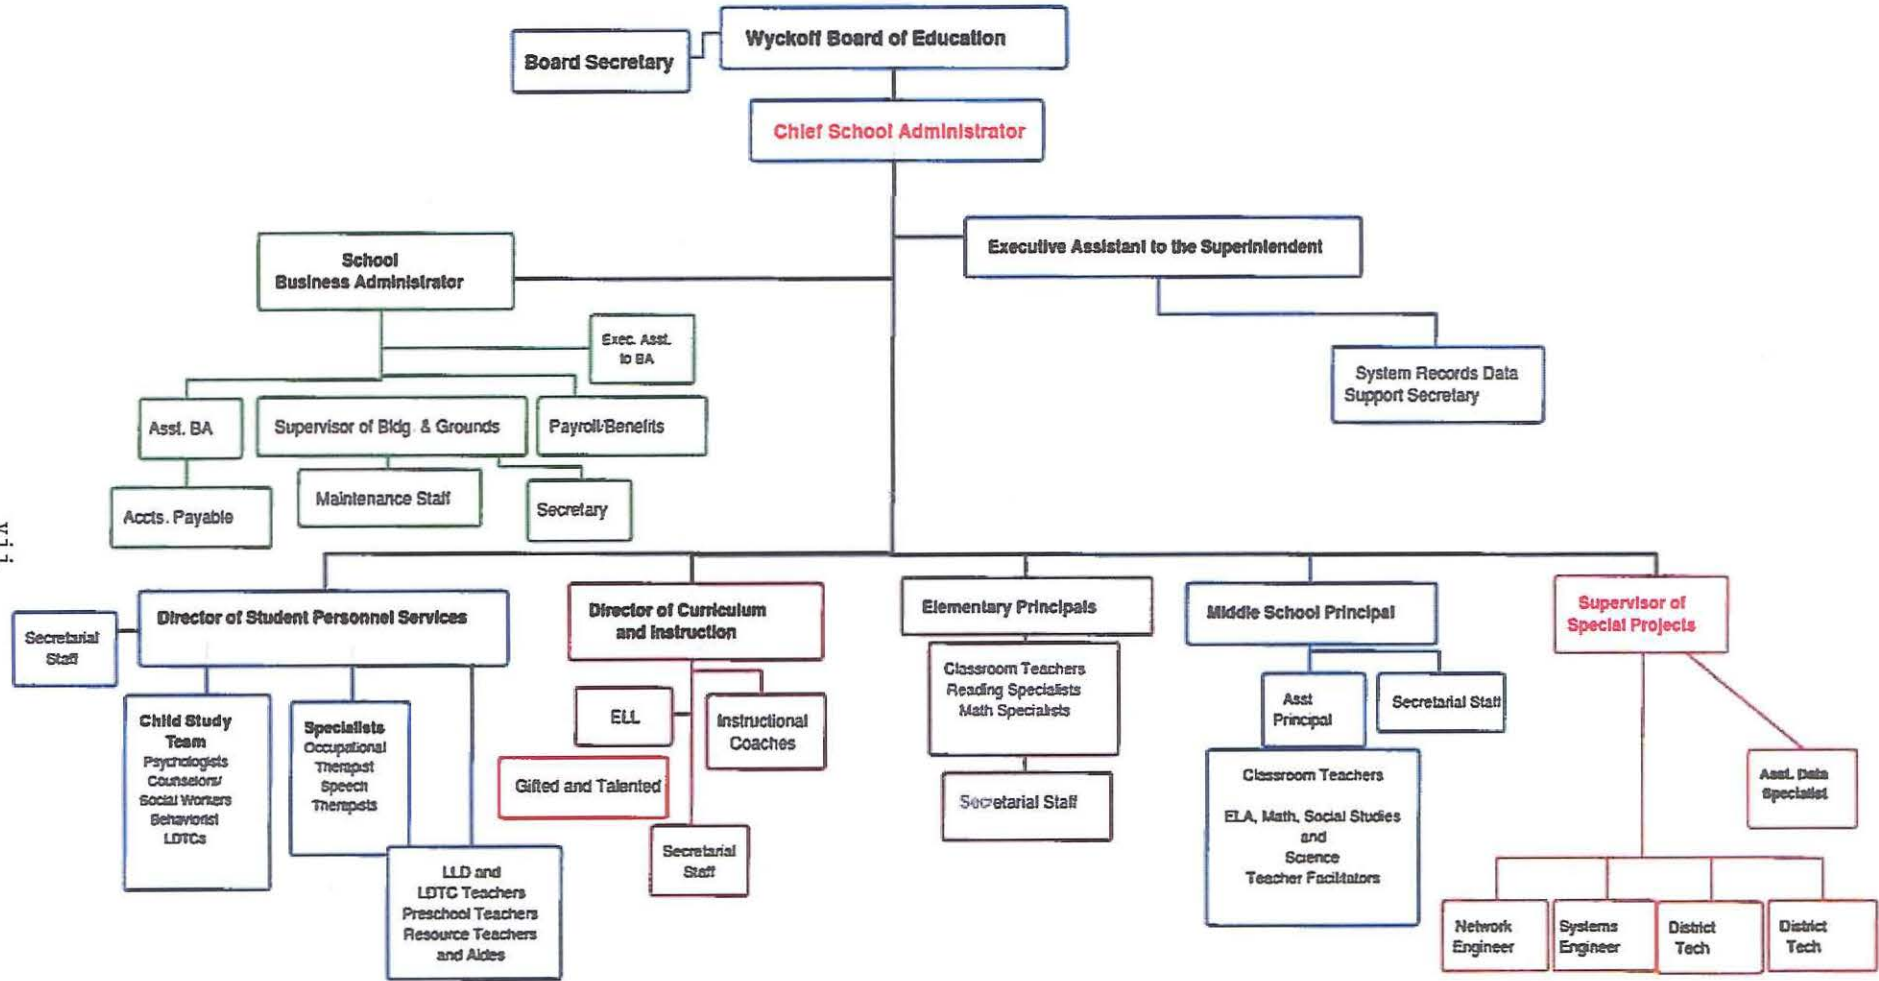 Wyckoff Board of Education
Board Secretary
Chief School Administrator
Executive Assistant to the Superintendent
School
Business Administrator
Exec. Asst.
to BA
System Records Data
Support Secretary
Asst. BA
Supervisor of Bldg. & Grounds
Payroll/Benefits
Maintenance Staff
Secretary
Accts. Payable
Director of Student Personnel Services
Secretarial
Staff
Director of Curriculum
and Instruction
Elementary Principals
Middle School Principal
Supervisor of
Special Projects
Child Study
Team
Psychologists
Counselors/
Social Workers
Behaviorist
LDTCs
Specialists
Occupational
Therapist
Speech
Therapists
LLD and
LDTC Teachers
Preschool Teachers
Resource Teachers
and Aides
ELL
Instructional
Coaches
Gifted and Talented
Secretarial
Staff
Classroom Teachers
Reading Specialists
Math Specialists
Secretarial Staff
Asst
Principal
Secretarial Staff
Classroom Teachers
ELA, Math, Social Studies
and
Science
Teacher Facilitators
Asst. Data
Specialist
Network
Engineer
Systems
Engineer
District
Tech
District
Tech